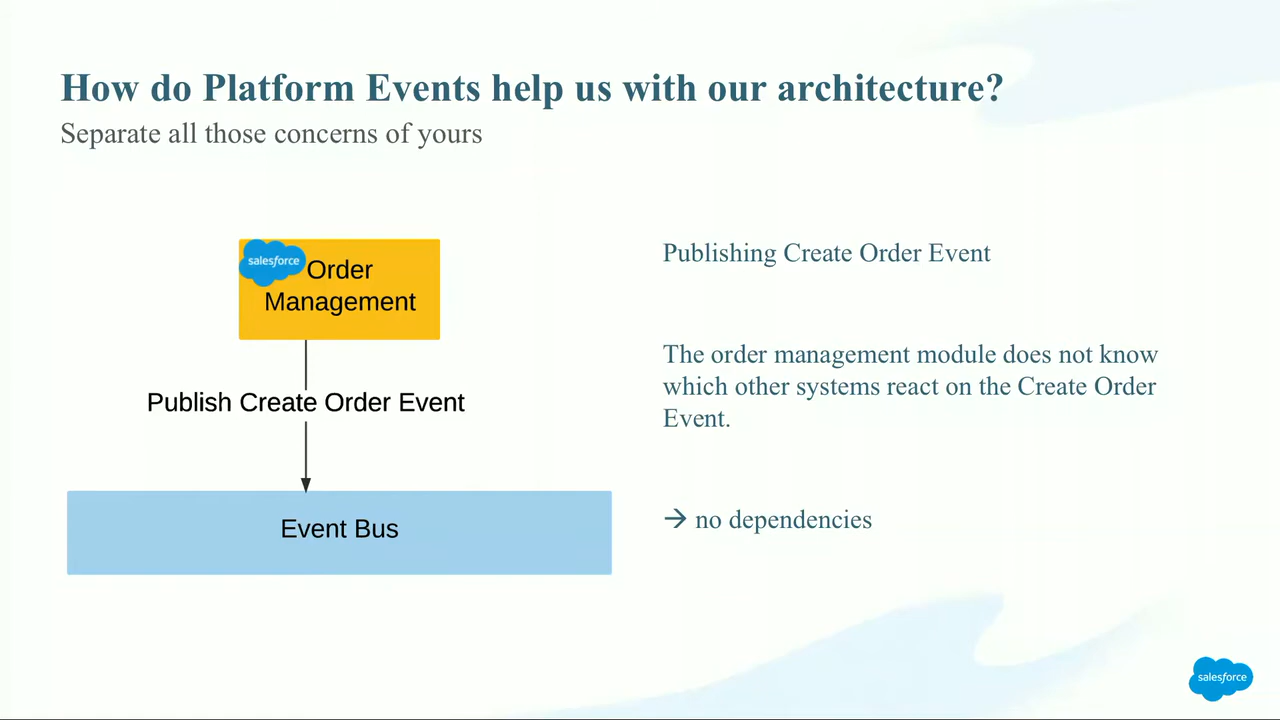 How do Platform Events help us with our architecture?
Separate all those concerns of yours
salesforce
Order
Management
Publish Create Order Event
Event Bus
Publishing Create Order Event
The order management module does not know
which other systems react on the Create Order
Event.
→ no dependencies
salesforce